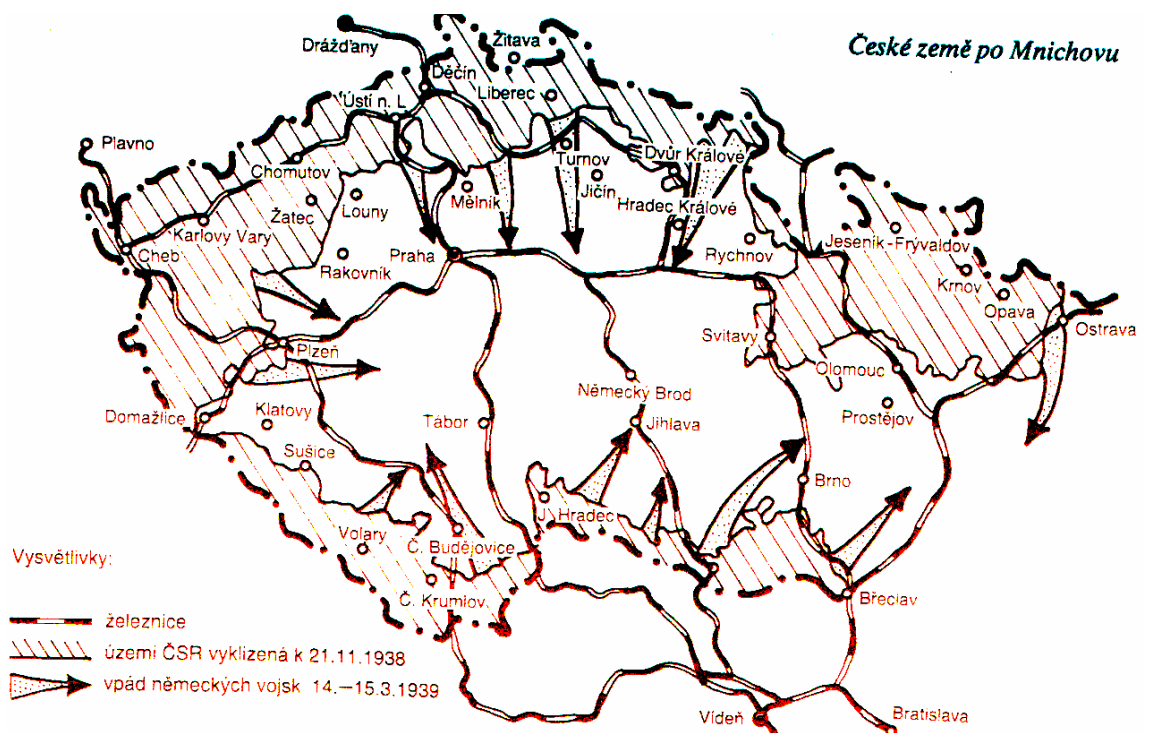 České země po Mnichovu
Drážďany
Žitava
Děčín
Liberec
Ústí n. L
Plavno
Chomutov
Turnov
Dvůr Králové
Jičín
Mělník
Žatec
Louny
Hradec Králové
Karlovy Vary
Cheb
Rakovník
Praha
Rychnov
Jeseník-Frývaldov
Krnov
Opava
Ostrava
Plzeň
Svitavy
Olomouc
Německý Brod
Prostějov
Domažlice
Klatovy
Tábor
Jihlava
Sušice
Brno
J. Hradec
Volary
Č. Budějovice
Č. Krumlov
Břeclav
Vysvětlivky:
železnice
území ČSR vyklizená k 21.11.1938
vpád německých vojsk 14.–15.3.1939
Vídeň
Bratislava